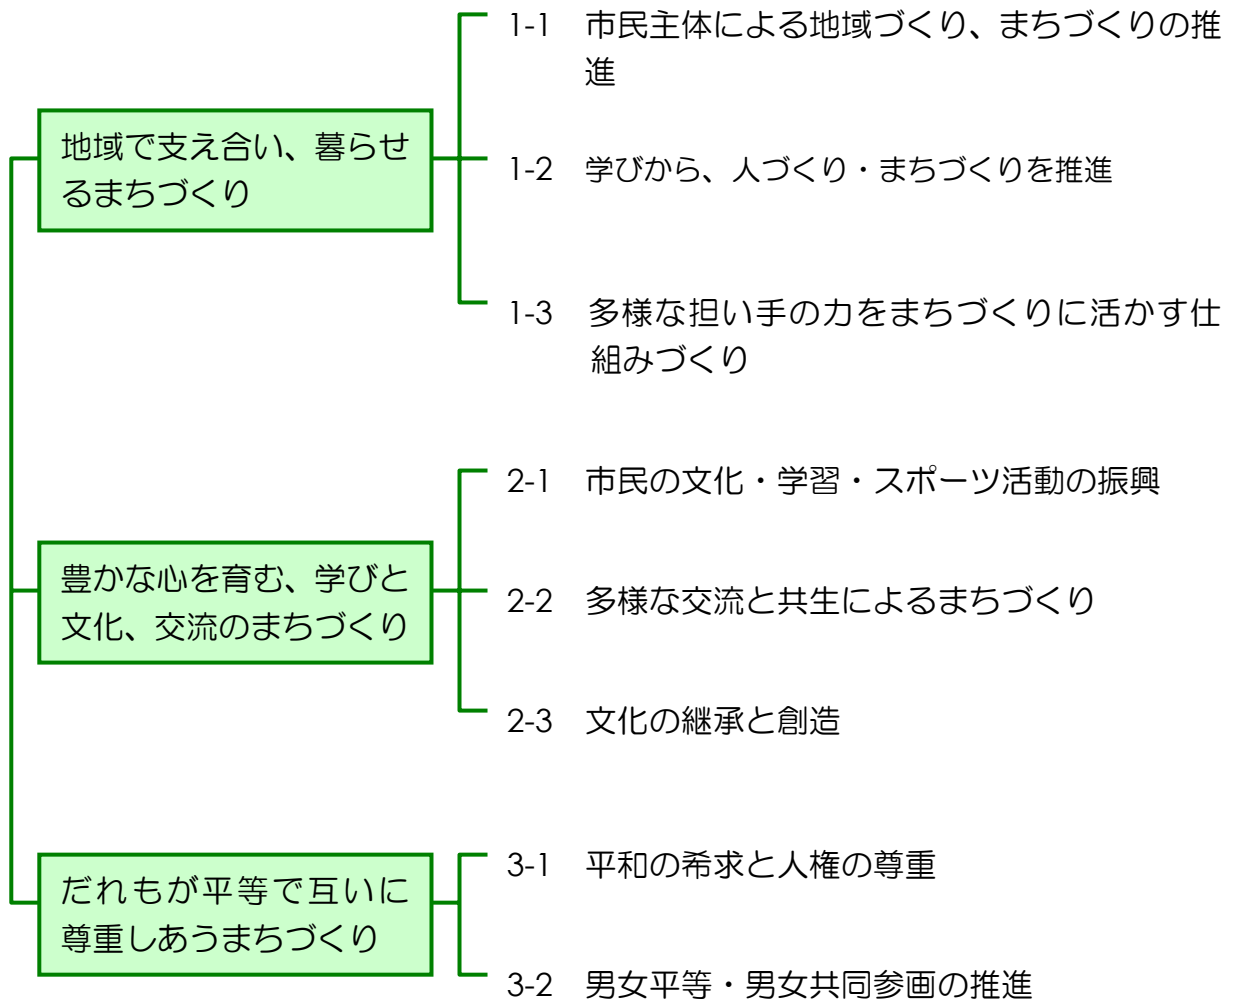 1-1 市民主体による地域づくり、まちづくりの推
進
地域で支え合い、暮らせ
るまちづくり
1-2 学びから、人づくり・まちづくりを推進
1-3 多様な担い手の力をまちづくりに活かす仕
組みづくり
2-1 市民の文化・学習・スポーツ活動の振興
豊かな心を育む、学びと
文化、交流のまちづくり
2-2 多様な交流と共生によるまちづくり
2-3 文化の継承と創造
3-1 平和の希求と人権の尊重
だれもが平等で互いに
尊重しあうまちづくり
3-2 男女平等・男女共同参画の推進